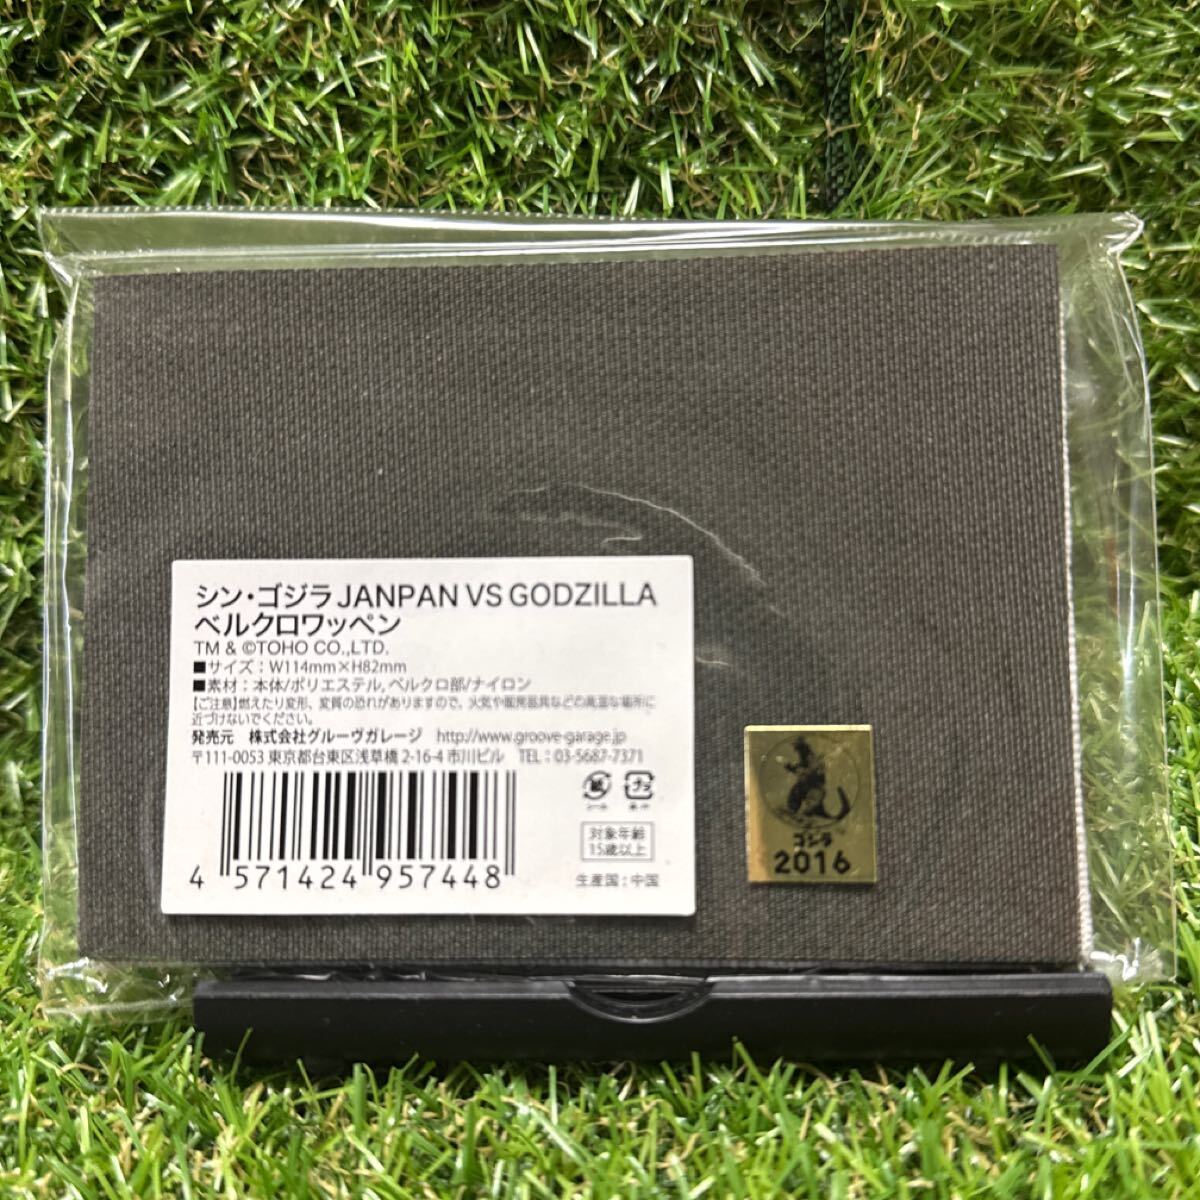 シン・ゴジラ JANPAN VS GODZILLA
ベルクロワッペン
TM & ©TOHO CO.,LTD.
■サイズ：W114mm×H82mm
■素材：本体/ポリエステル, ベルクロ部/ナイロン
【ご注意】燃えたり変形、変質の恐れがありますので、火気や暖房器具などの高温な場所に
近づけないでください。
発売元 株式会社グルーヴガレージ http://www.groove-garage.jp
〒111-0053 東京都台東区浅草橋 2-16-4 市川ビル TEL：03-5687-7371
紙 プラ
シール
対象年齢
15歳以上
4 571424 957448
生産国：中国
ゴジラ
2016